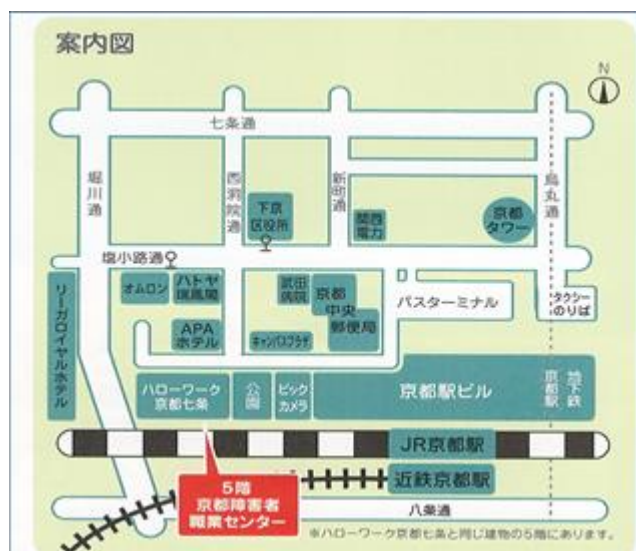 案内図
N
七条通
堀川通
西洞院通
新町通
烏丸通
下京
区役所
関西
電力
京都
タワー
塩小路通
オムロン
ハトヤ
瑞鳳閣
武田
病院
京都
中央
郵便局
バスターミナル
タクシー
のりば
リーガロイヤルホテル
APA
ホテル
キャンパスプラザ
ハローワーク
京都七条
公園
ビック
カメラ
京都駅ビル
地下鉄
京都駅
JR京都駅
近鉄京都駅
5階
京都障害者
職業センター
八条通
※ハローワーク京都七条と同じ建物の5階にあります。